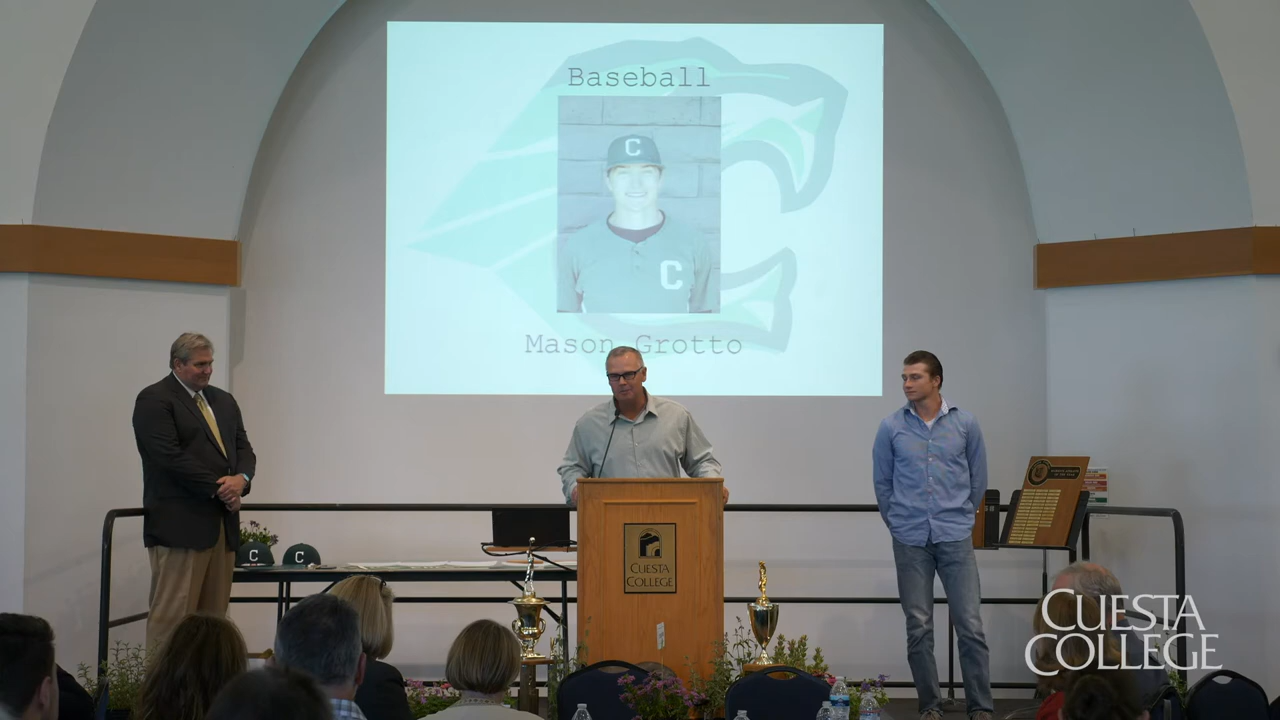 Baseball
C
C
Mason Grotto
C
C
CUESTA
COLLEGE
CUESTA
COLLEGE